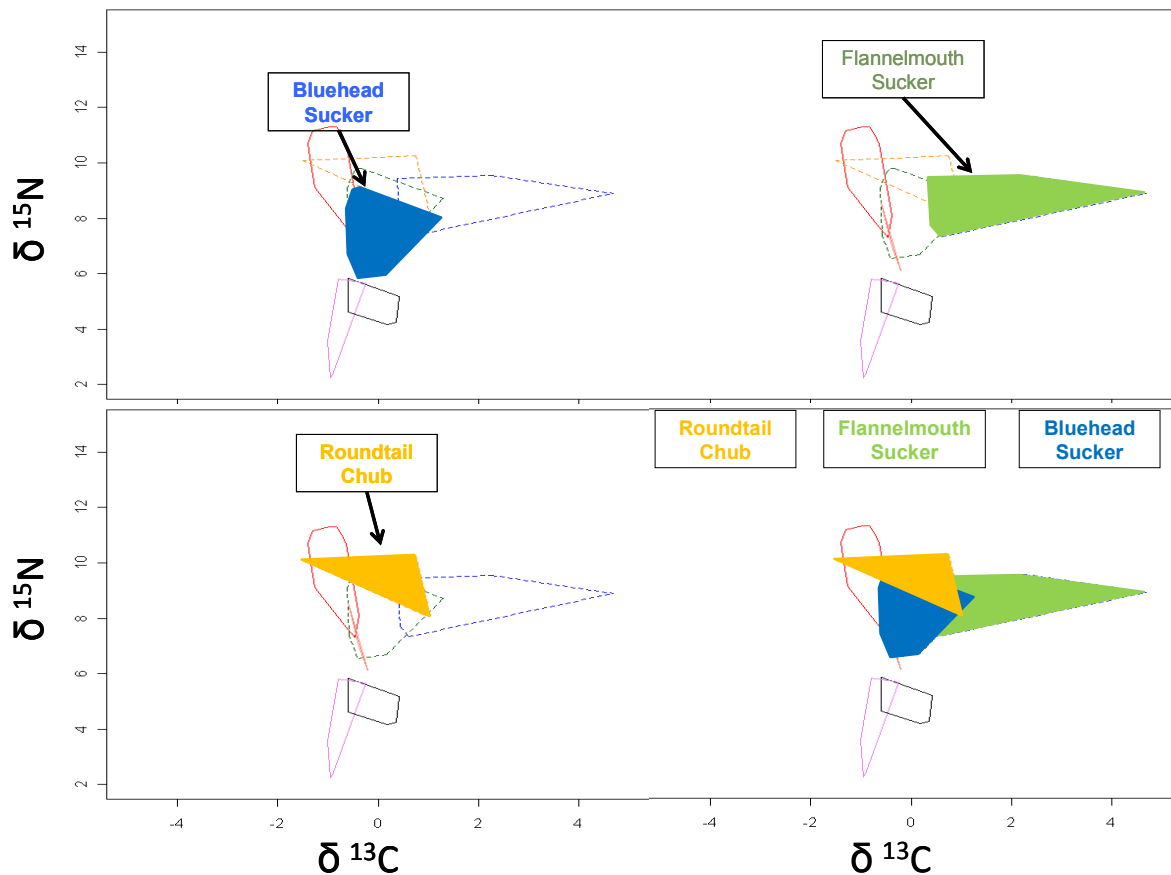 14
12
10
8
6
4
2
δ ¹⁵N
Bluehead
Sucker
Flannelmouth
Sucker
14
12
10
8
6
4
2
δ ¹⁵N
Roundtail
Chub
Roundtail
Chub
Flannelmouth
Sucker
Bluehead
Sucker
-4 -2 0 2 4
-4 -2 0 2 4
δ ¹³C
δ ¹³C